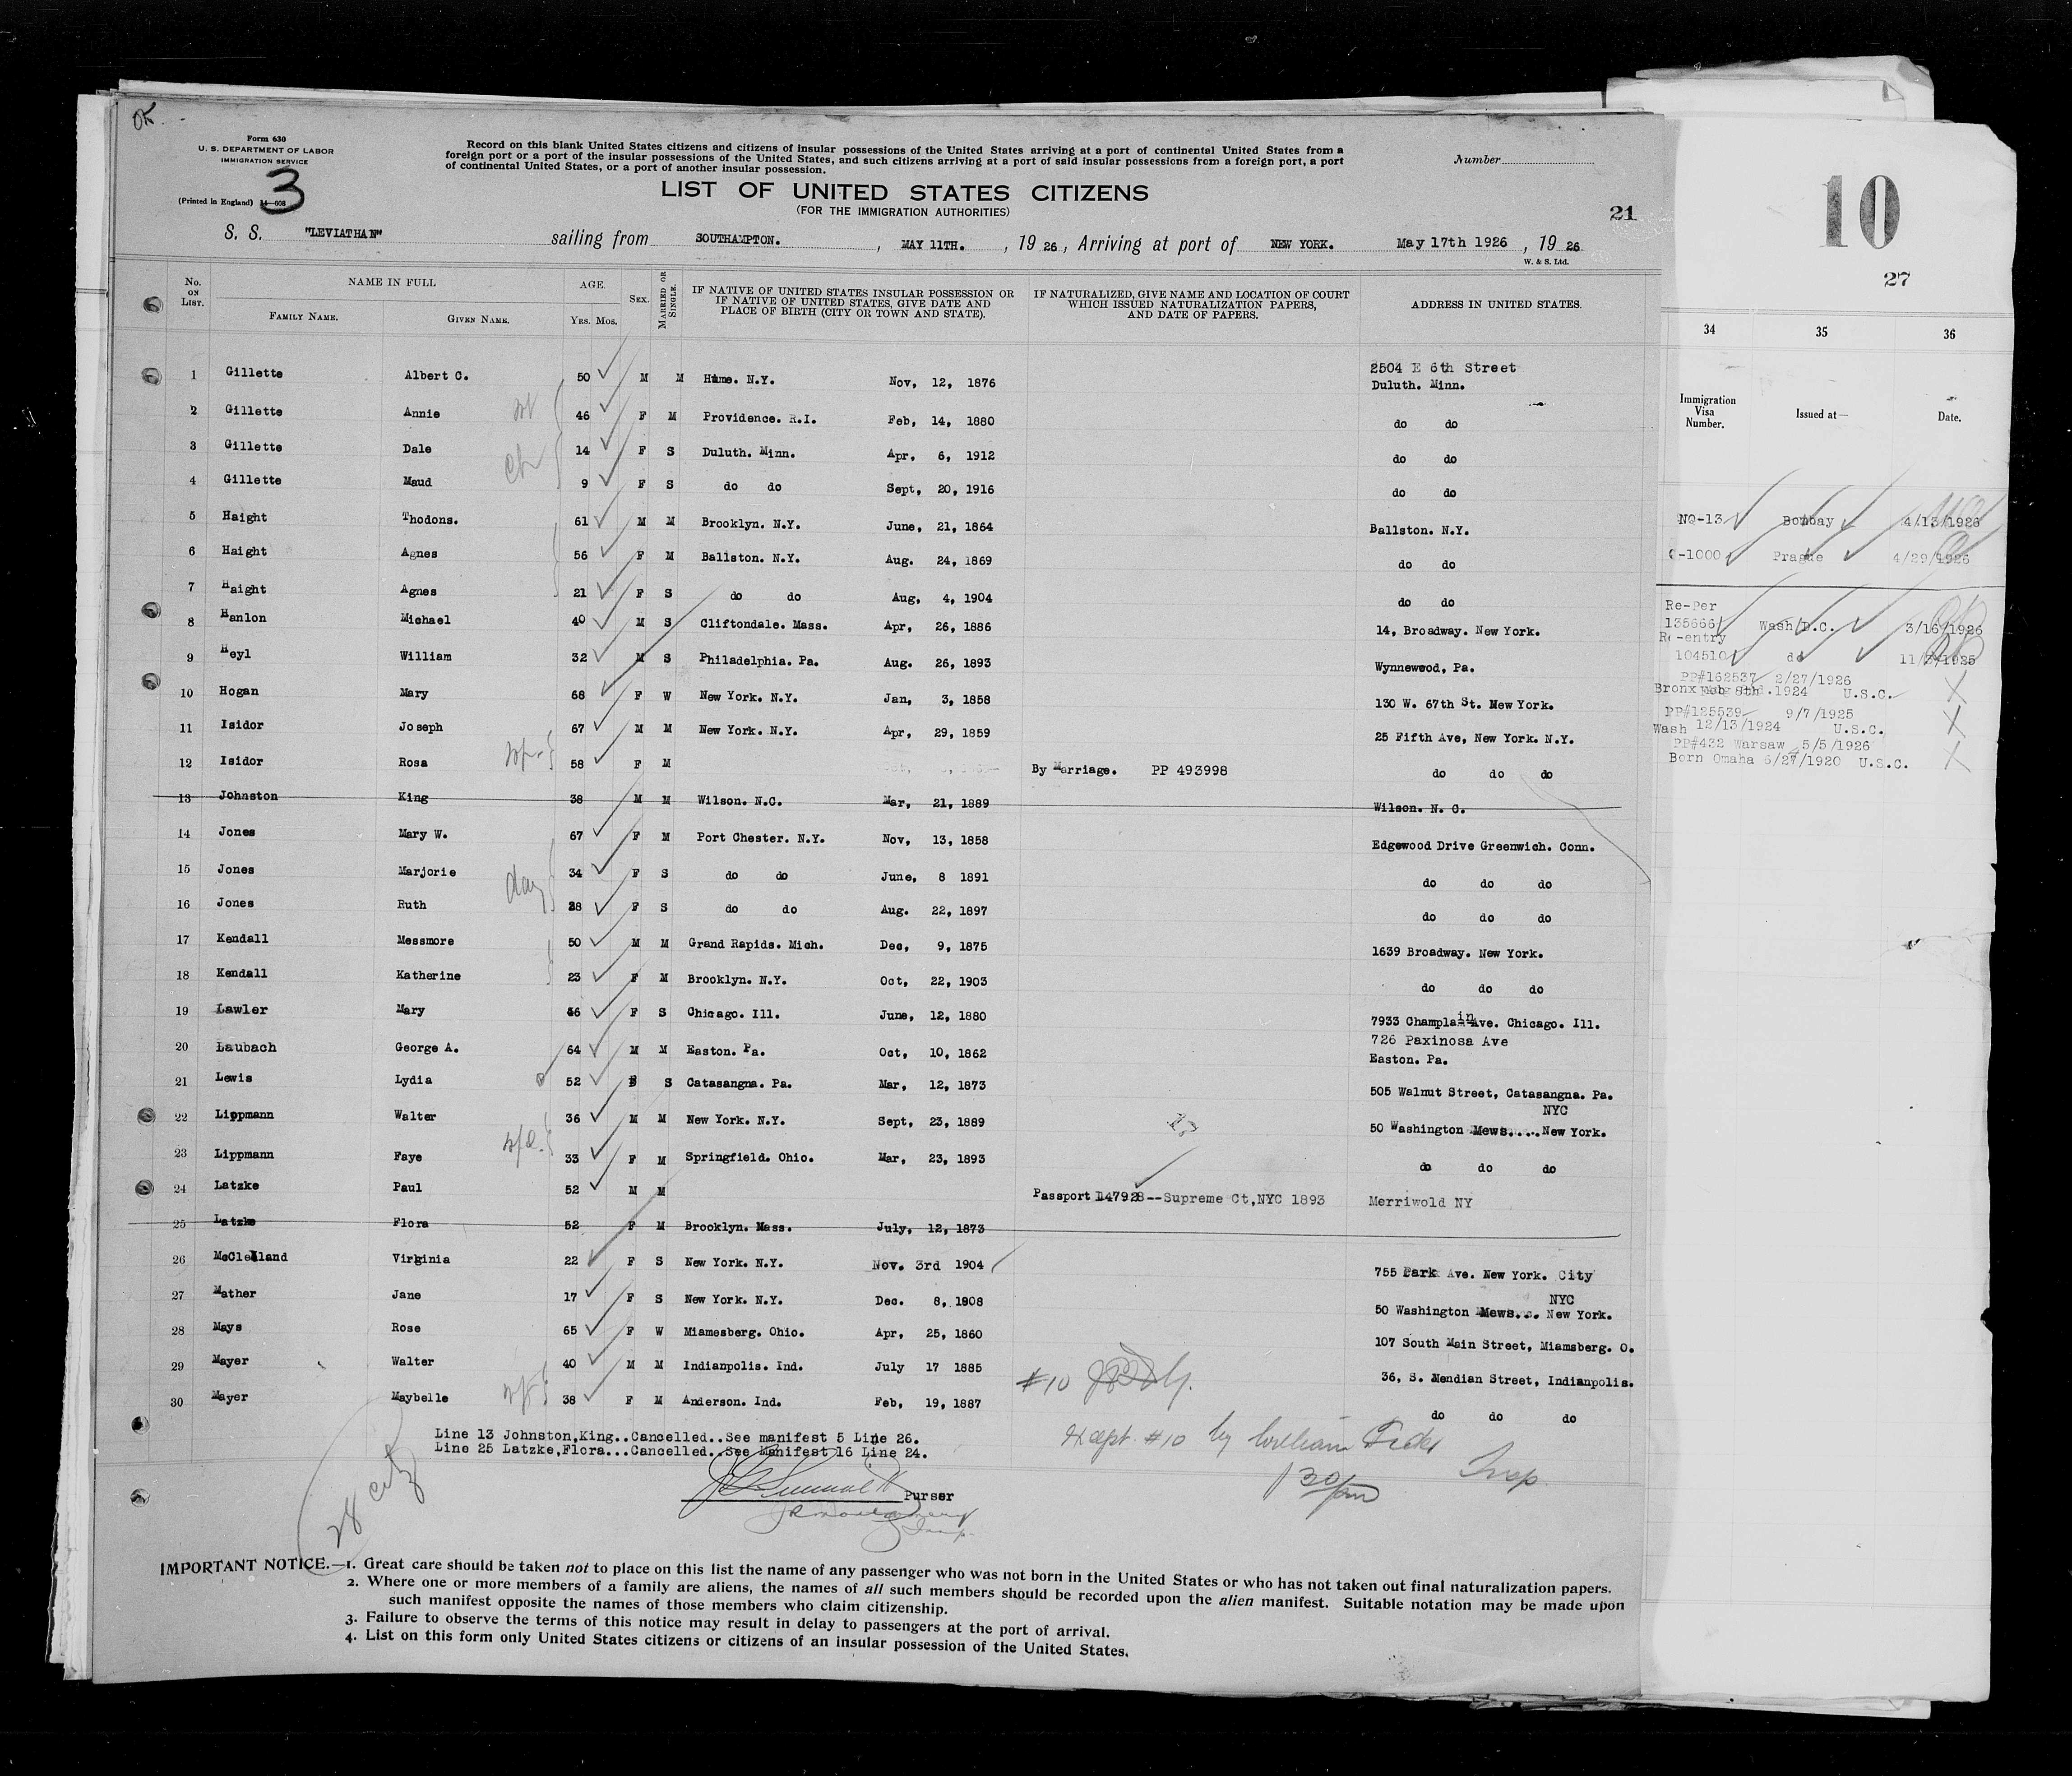 OK
Form 630
U. S. DEPARTMENT OF LABOR
IMMIGRATION SERVICE
3
(Printed in England) 14—608
Record on this blank United States citizens and citizens of insular possessions of the United States arriving at a port of continental United States from a
foreign port or a port of the insular possessions of the United States, and such citizens arriving at a port of said insular possessions from a foreign port, a port
of continental United States, or a port of another insular possession.
Number
LIST OF UNITED STATES CITIZENS
(FOR THE IMMIGRATION AUTHORITIES)
21
S. S. "LEVIATHAN" sailing from SOUTHAMPTON. , MAY 11TH. , 19 26 , Arriving at port of NEW YORK. May 17th 1926 , 19 26
W. & S. Ltd.
No. ON LIST. NAME IN FULL AGE. SEX. MARRIED OR SINGLE. IF NATIVE OF UNITED STATES INSULAR POSSESSION OR IF NATIVE OF UNITED STATES, GIVE DATE AND PLACE OF BIRTH (CITY OR TOWN AND STATE). IF NATURALIZED, GIVE NAME AND LOCATION OF COURT WHICH ISSUED NATURALIZATION PAPERS, AND DATE OF PAPERS. ADDRESS IN UNITED STATES.
FAMILY NAME. GIVEN NAME. YRS. MOS.
1 Gillette Albert C. 50 M M Hume. N.Y. Nov, 12, 1876 2504 E 6th Street
Duluth. Minn.
2 Gillette Annie 46 F M Providence. R.I. Feb, 14, 1880 do do
3 Gillette Dale 14 F S Duluth. Minn. Apr, 6, 1912 do do
4 Gillette Maud 9 F S do do Sept, 20, 1916 do do
5 Haight Thodons. 61 M M Brooklyn. N.Y. June, 21, 1864 Ballston. N.Y.
6 Haight Agnes 56 F M Ballston. N.Y. Aug. 24, 1869 do do
7 Haight Agnes 21 F S do do Aug, 4, 1904 do do
8 Hanlon Michael 40 M S Cliftondale. Mass. Apr, 26, 1886 14, Broadway. New York.
9 Heyl William 32 M S Philadelphia. Pa. Aug. 26, 1893 Wynnewood, Pa.
10 Hogan Mary 68 F W New York. N.Y. Jan, 3, 1858 130 W. 67th St. New York.
11 Isidor Joseph 67 M M New York. N.Y. Apr, 29, 1859 25 Fifth Ave, New York. N.Y.
12 Isidor Rosa 58 F M By Marriage. PP 493998 do do do
13 Johnston King 38 M M Wilson. N.C. Mar, 21, 1889 Wilson. N. C.
14 Jones Mary W. 67 F M Port Chester. N.Y. Nov, 13, 1858 Edgewood Drive Greenwich. Conn.
15 Jones Marjorie 34 F S do do June, 8 1891 do do do
16 Jones Ruth 28 F S do do Aug. 22, 1897 do do do
17 Kendall Messmore 50 M M Grand Rapids. Mich. Dec, 9, 1875 1639 Broadway. New York.
18 Kendall Katherine 23 F M Brooklyn. N.Y. Oct, 22, 1903 do do do
19 Lawler Mary 46 F S Chicago. Ill. June, 12, 1880 7933 Champlain Ave. Chicago. Ill.
20 Laubach George A. 64 M M Easton. Pa. Oct, 10, 1862 726 Paxinosa Ave
Easton. Pa.
21 Lewis Lydia 52 S Catasangna. Pa. Mar, 12, 1873 505 Walnut Street, Catasangna. Pa.
22 Lippmann Walter 36 M M New York. N.Y. Sept, 23, 1889 50 Washington Mews.... New York. NYC
23 Lippmann Faye 33 F M Springfield. Ohio. Mar, 23, 1893 do do do
24 Latzke Paul 52 M M Passport 147928--Supreme Ct,NYC 1893 Merriwold NY
25 Latzke Flora 52 F M Brooklyn. Mass. July, 12, 1873
26 McClelland Virginia 22 F S New York. N.Y. Nov. 3rd 1904 755 Park Ave. New York. City
27 Mather Jane 17 F S New York. N.Y. Dec. 8, 1908 50 Washington Mews... New York. NYC
28 Mays Rose 65 F W Miamesberg. Ohio. Apr, 25, 1860 107 South Main Street, Miamsberg. O.
29 Mayer Walter 40 M M Indianpolis. Ind. July 17 1885 36, S. Mendian Street, Indianpolis.
30 Mayer Maybelle 38 F M Anderson. Ind. Feb, 19, 1887 do do do
Line 13 Johnston,King..Cancelled..See manifest 5 Line 26.
Line 25 Latzke,Flora...Cancelled..See manifest 16 Line 24.
#10
Except #10 by William
Insp
130 pm
28 city
Purser
Insp.
IMPORTANT NOTICE.—1. Great care should be taken not to place on this list the name of any passenger who was not born in the United States or who has not taken out final naturalization papers.
2. Where one or more members of a family are aliens, the names of all such members should be recorded upon the alien manifest. Suitable notation may be made upon
such manifest opposite the names of those members who claim citizenship.
3. Failure to observe the terms of this notice may result in delay to passengers at the port of arrival.
4. List on this form only United States citizens or citizens of an insular possession of the United States.
10
27
34 35 36
Immigration Visa Number. Issued at— Date.
NQ-13 Bombay 4/13/1926
-1000 Prague 4/29/1926
Re-Per
135666 Wash/D.C. 3/16/1926
Re-entry
104510 do 11/3/1925
PP#162537 2/27/1926
Bronx 1924 U.S.C.
PP#125539 9/7/1925
Wash 12/13/1924 U.S.C.
PP#432 Warsaw 5/5/1926
Born Omaha 6/27/1920 U.S.C.